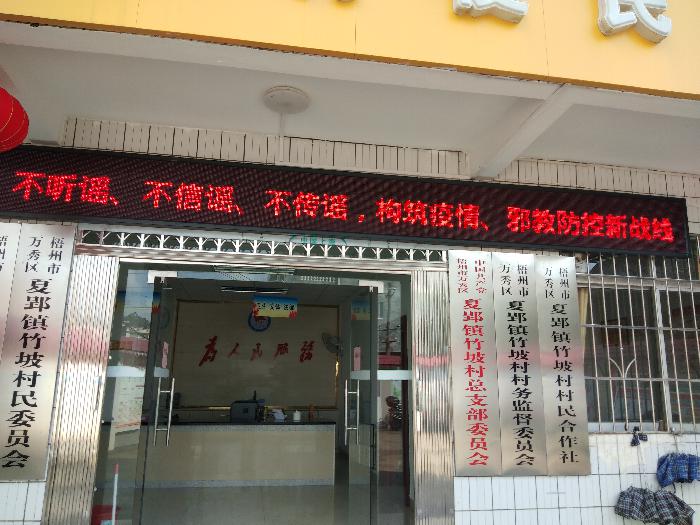 民
不听谣、不信谣、不传谣，构筑疫情、邪教防控新战线
梧州市
万秀区
夏郢镇竹坡村民委员会
为人民服务
中国共产党
梧州市万秀区
夏郢镇竹坡村总支部委员会
梧州市
万秀区
夏郢镇竹坡村村务监督委员会
梧州市
万秀区
夏郢镇竹坡村村民合作社